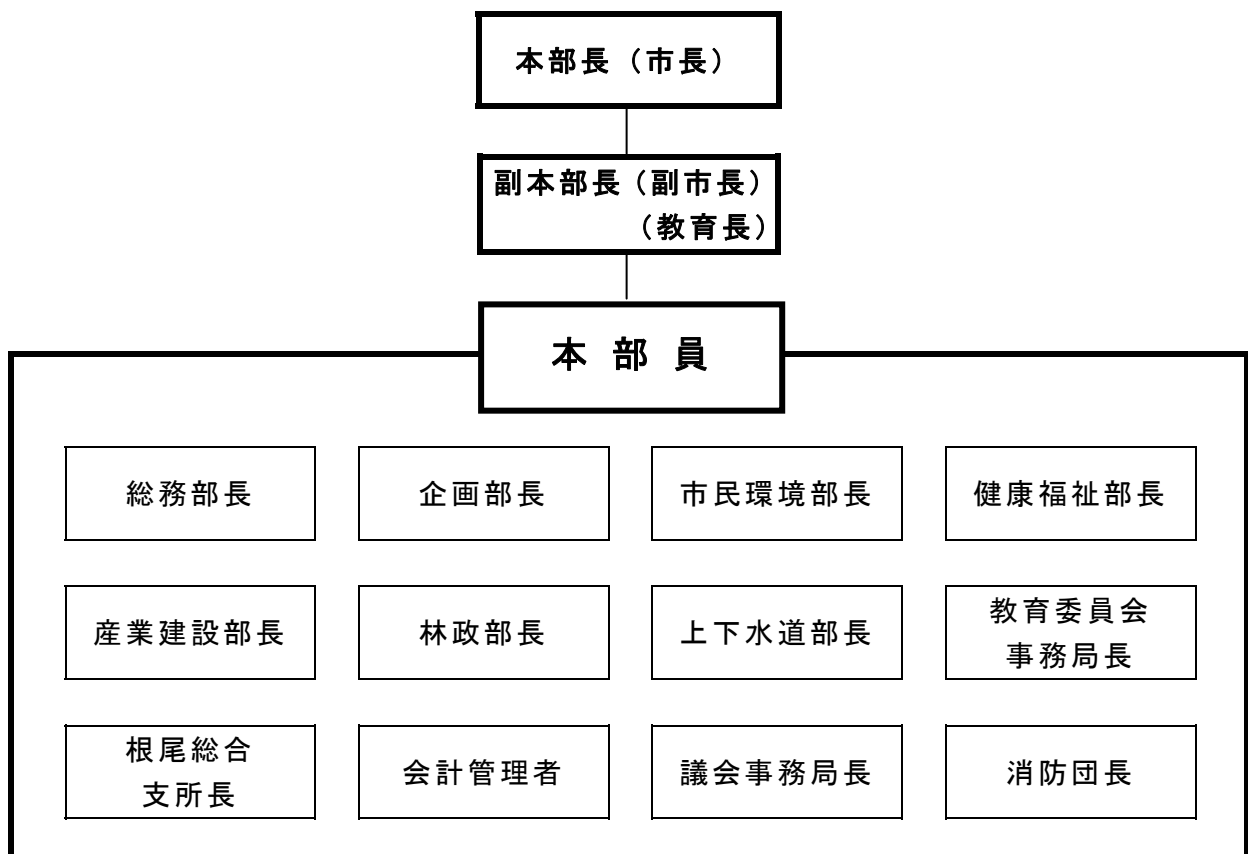 本部長（市長）
副本部長（副市長）
（教育長）
本部員
総務部長
企画部長
市民環境部長
健康福祉部長
産業建設部長
林政部長
上下水道部長
教育委員会
事務局長
根尾総合
支所長
会計管理者
議会事務局長
消防団長